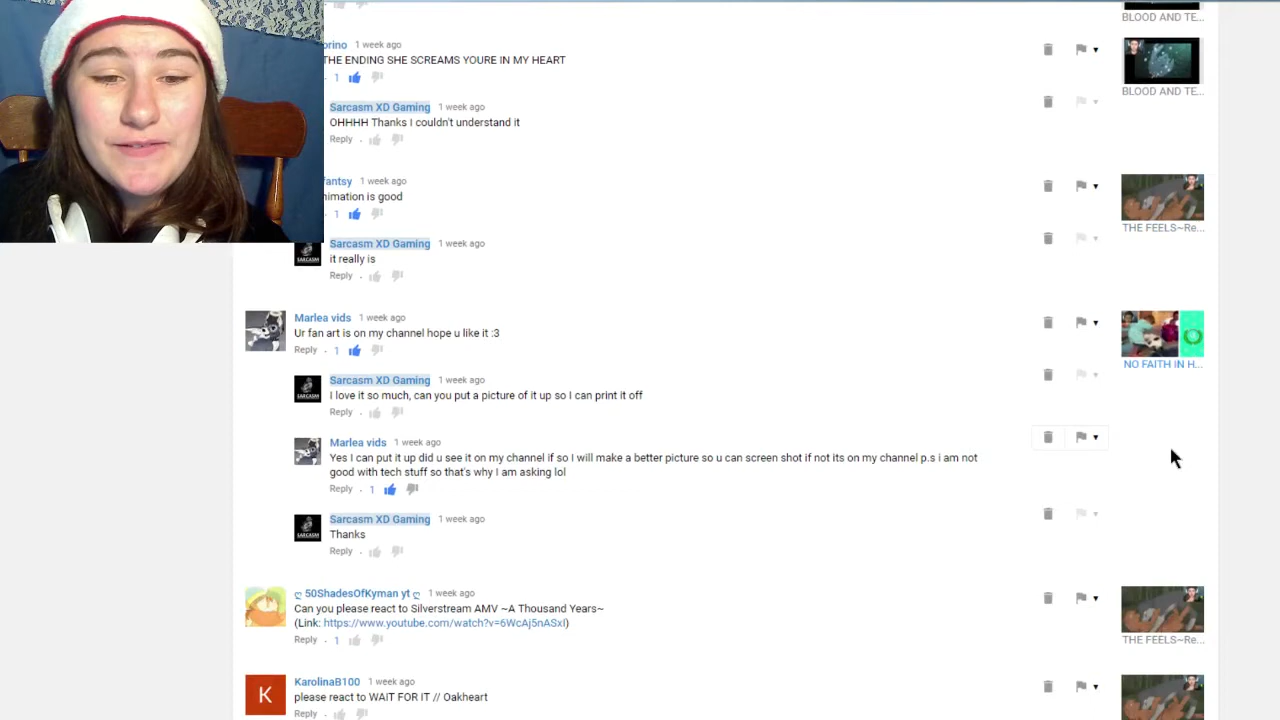 BLOOD AND TE...
orino 1 week ago
THE ENDING SHE SCREAMS YOURE IN MY HEART
1
BLOOD AND TE...
Sarcasm XD Gaming 1 week ago
OHHHH Thanks I couldn't understand it
Reply
fantsy 1 week ago
nimation is good
1
THE FEELS~Re...
Sarcasm XD Gaming 1 week ago
SARCASM
it really is
Reply
Marlea vids 1 week ago
Ur fan art is on my channel hope u like it :3
Reply 1
NO FAITH IN H...
Sarcasm XD Gaming 1 week ago
SARCASM
I love it so much, can you put a picture of it up so I can print it off
Reply
Marlea vids 1 week ago
Yes I can put it up did u see it on my channel if so I will make a better picture so u can screen shot if not its on my channel p.s i am not
good with tech stuff so that's why I am asking lol
Reply 1
Sarcasm XD Gaming 1 week ago
SARCASM
Thanks
Reply
ღ 50ShadesOfKyman yt ღ 1 week ago
Can you please react to Silverstream AMV ~A Thousand Years~
(Link: https://www.youtube.com/watch?v=6WcAj5nASxI)
Reply 1
THE FEELS~Re...
K
KarolinaB100 1 week ago
please react to WAIT FOR IT // Oakheart
Reply